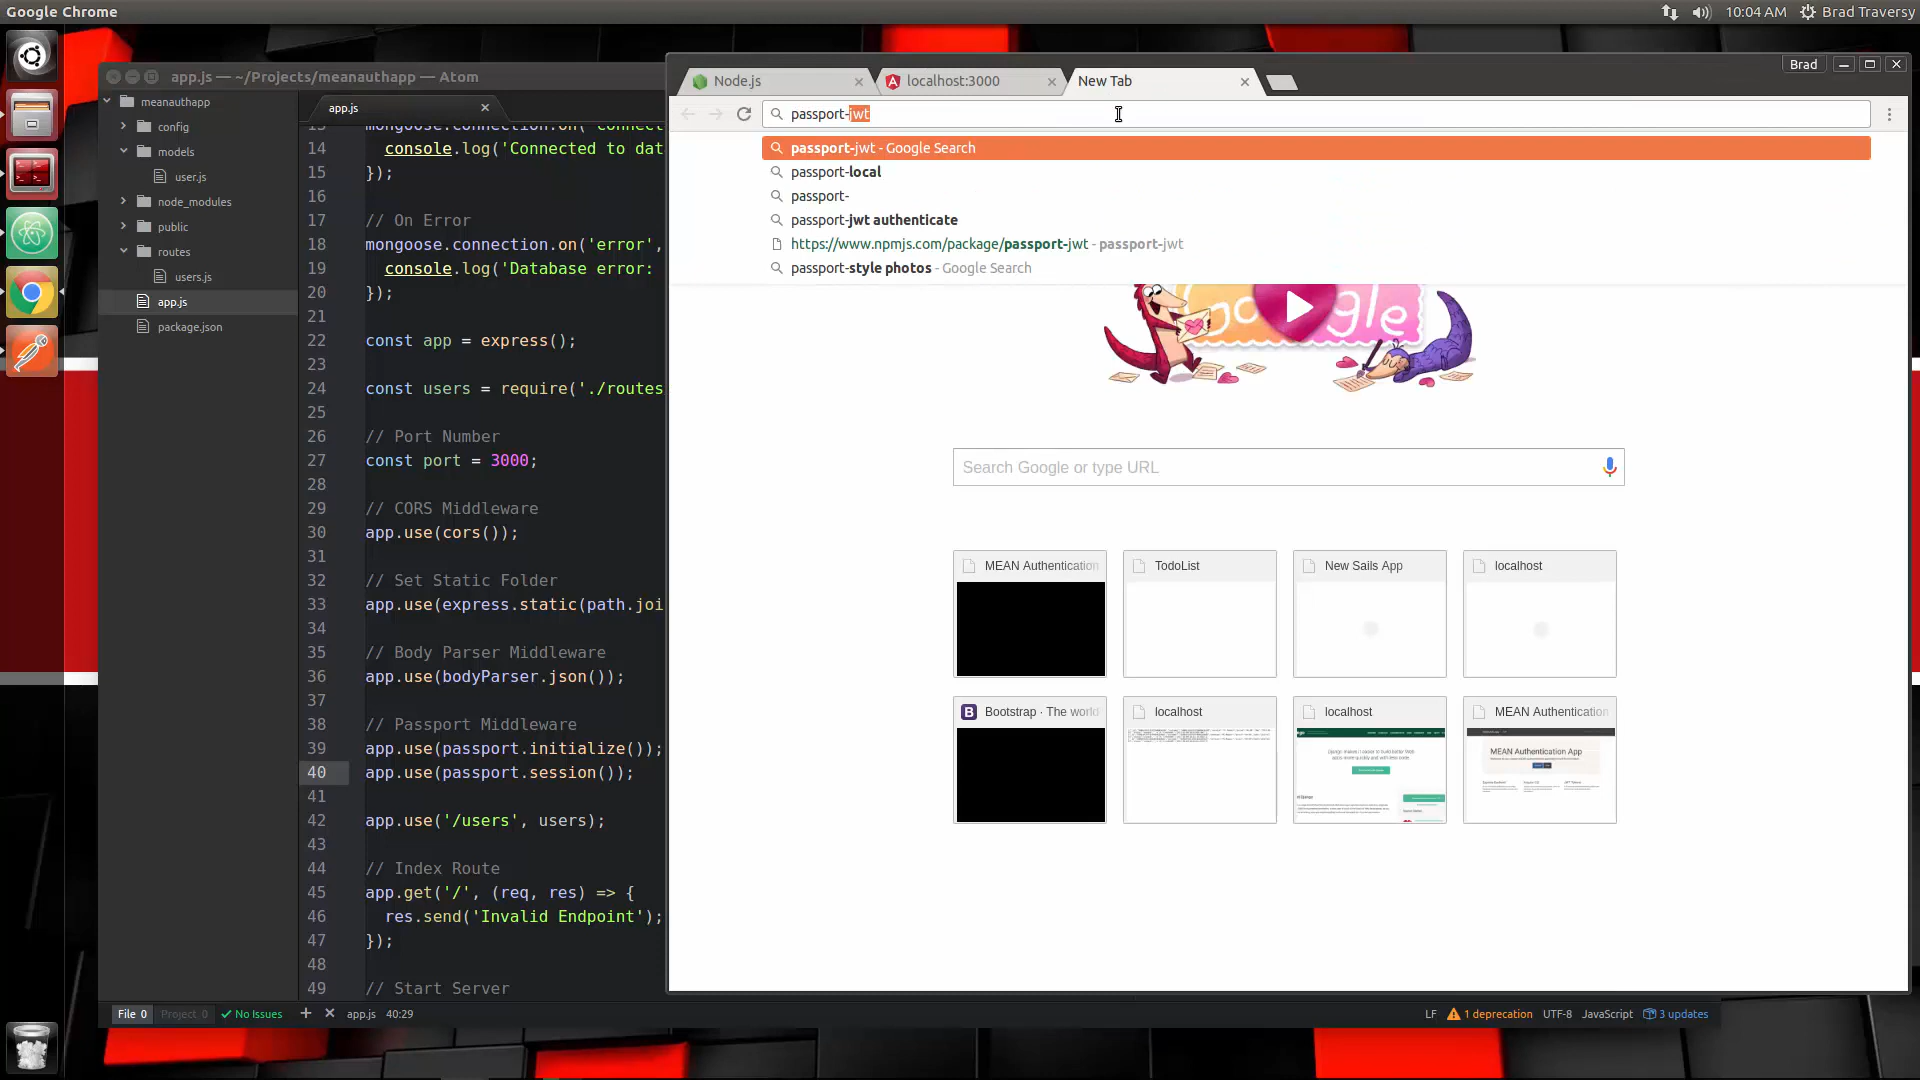 Google Chrome
10:04 AM
Brad Traversy
app.js — ~/Projects/meanauthapp — Atom
meanauthapp
config
models
user.js
node_modules
public
routes
users.js
app.js
package.json
app.js
14 console.log('Connected to dat
15 });
16
17 // On Error
18 mongoose.connection.on('error',
19 console.log('Database error:
20 });
21
22 const app = express();
23
24 const users = require('./routes
25
26 // Port Number
27 const port = 3000;
28
29 // CORS Middleware
30 app.use(cors());
31
32 // Set Static Folder
33 app.use(express.static(path.joi
34
35 // Body Parser Middleware
36 app.use(bodyParser.json());
37
38 // Passport Middleware
39 app.use(passport.initialize());
40 app.use(passport.session());
41
42 app.use('/users', users);
43
44 // Index Route
45 app.get('/', (req, res) => {
46 res.send('Invalid Endpoint');
47 });
48
49 // Start Server
File 0
Project 0
No Issues
app.js 40:29
LF
1 deprecation
UTF-8
JavaScript
3 updates
Brad
Node.js
localhost:3000
New Tab
passport-jwt
passport-jwt - Google Search
passport-local
passport-
passport-jwt authenticate
https://www.npmjs.com/package/passport-jwt - passport-jwt
passport-style photos - Google Search
Search Google or type URL
MEAN Authentication
TodoList
New Sails App
localhost
Bootstrap · The world
localhost
localhost
MEAN Authentication
MEAN Authentication App